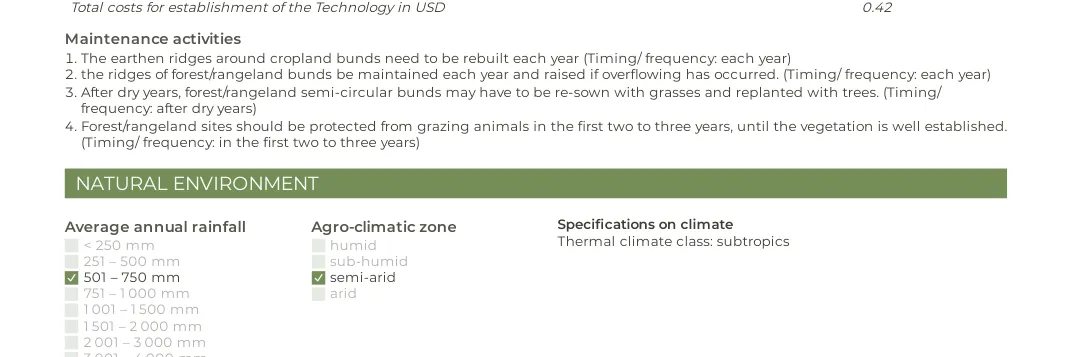 Total costs for establishment of the Technology in USD 0.42
Maintenance activities
1. The earthen ridges around cropland bunds need to be rebuilt each year (Timing/ frequency: each year)
2. the ridges of forest/rangeland bunds be maintained each year and raised if overflowing has occurred. (Timing/ frequency: each year)
3. After dry years, forest/rangeland semi-circular bunds may have to be re-sown with grasses and replanted with trees. (Timing/
frequency: after dry years)
4. Forest/rangeland sites should be protected from grazing animals in the first two to three years, until the vegetation is well established.
(Timing/ frequency: in the first two to three years)
NATURAL ENVIRONMENT
Average annual rainfall
< 250 mm
251 – 500 mm
501 – 750 mm
751 – 1 000 mm
1 001 – 1 500 mm
1 501 – 2 000 mm
2 001 – 3 000 mm
Agro-climatic zone
humid
sub-humid
semi-arid
arid
Specifications on climate
Thermal climate class: subtropics